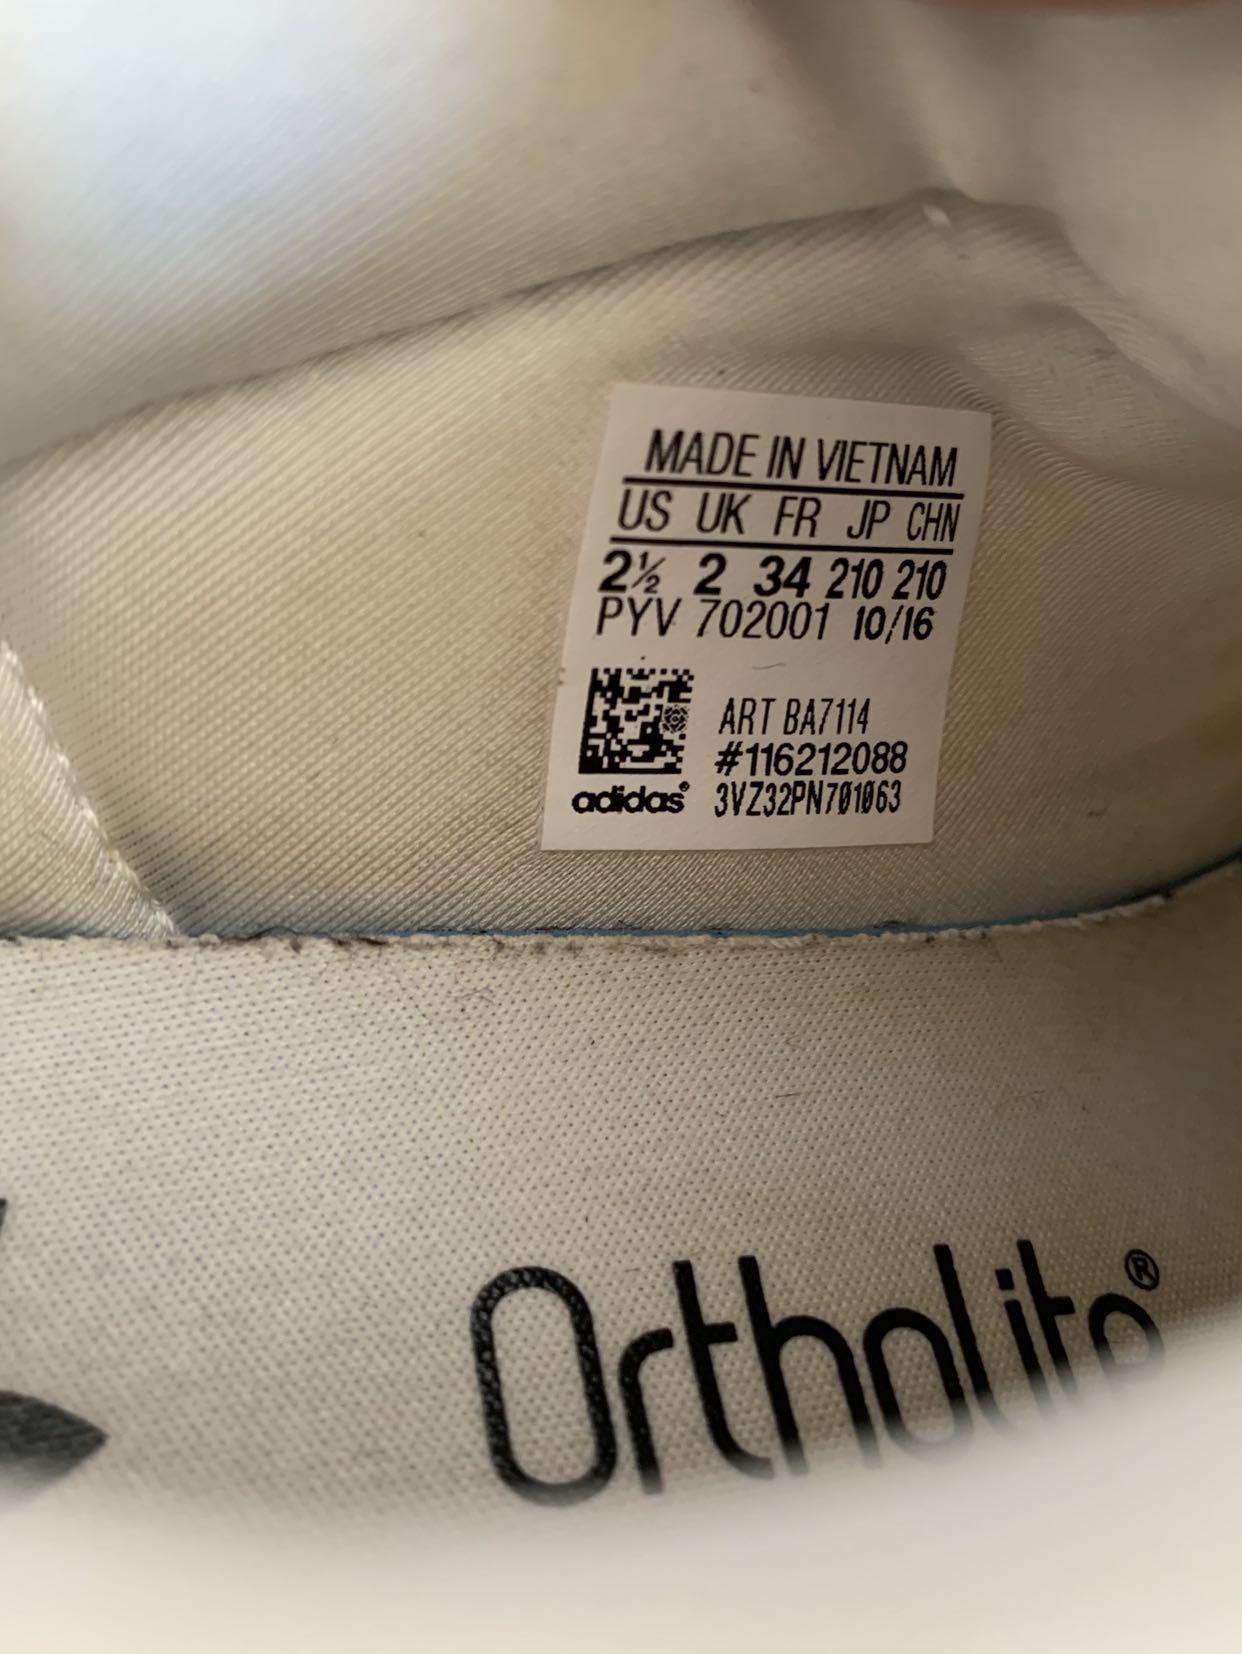 MADE IN VIETNAM
US UK FR JP CHN
2½ 2 34 210 210
PYV 702001 10/16
ART BA7114
#116212088
adidas® 3VZ32PN701063
OrthoLite®